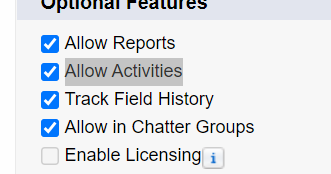 Optional Features
Allow Reports
Allow Activities
Track Field History
Allow in Chatter Groups
Enable Licensing i